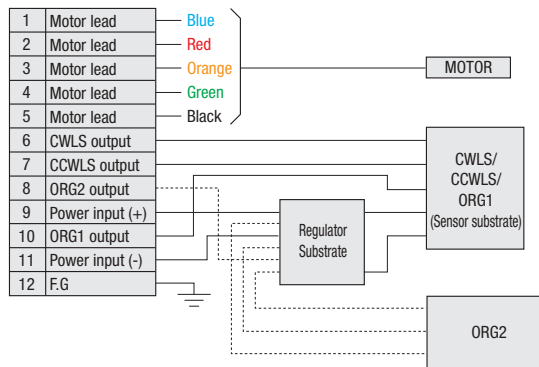 1 Motor lead Blue
2 Motor lead Red
3 Motor lead Orange
4 Motor lead Green
5 Motor lead Black
6 CWLS output
7 CCWLS output
8 ORG2 output
9 Power input (+)
10 ORG1 output
11 Power input (-)
12 F.G
MOTOR
CWLS/
CCWLS/
ORG1
(Sensor substrate)
Regulator
Substrate
ORG2